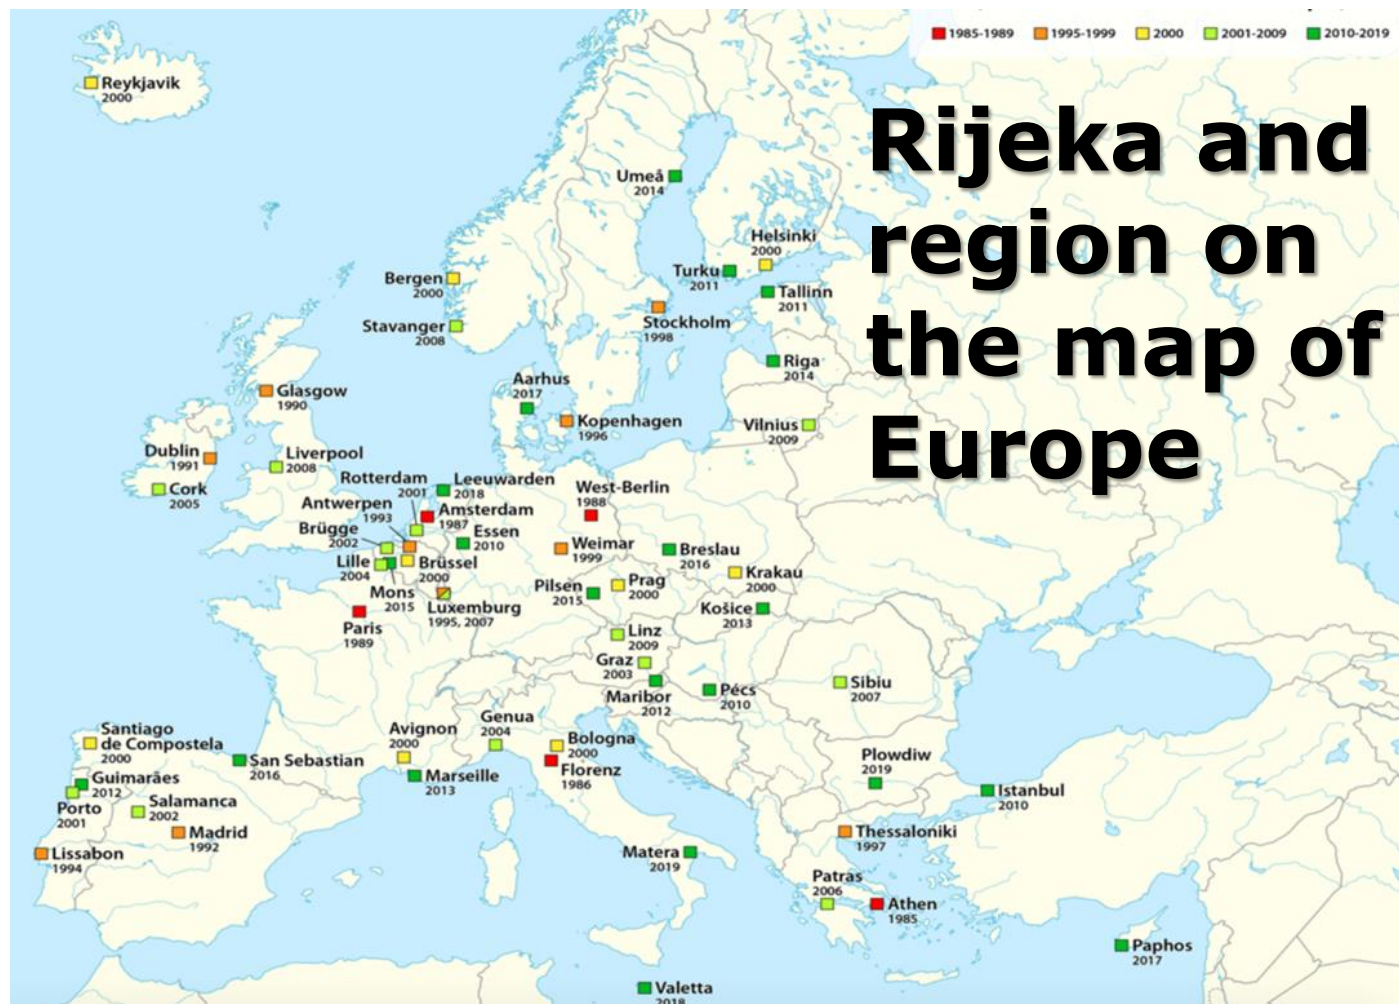 1985-1989 1995-1999 2000 2001-2009 2010-2019
Rijeka and
region on
the map of
Europe
Reykjavik
2000
Umeå
2014
Helsinki
2000
Turku
2011
Tallinn
2011
Bergen
2000
Stavanger
2008
Stockholm
1998
Riga
2014
Aarhus
2017
Glasgow
1990
Kopenhagen
1996
Vilnius
2009
Dublin
1991
Liverpool
2008
Cork
2005
Rotterdam
2001
Leeuwarden
2018
West-Berlin
1988
Antwerpen
1993
Amsterdam
1987
Brügge
2002
Essen
2010
Weimar
1999
Breslau
2016
Lille
2004
Brüssel
2000
Krakau
2000
Mons
2015
Pilsen
2015
Prag
2000
Luxemburg
1995, 2007
Košice
2013
Paris
1989
Linz
2009
Graz
2003
Maribor
2012
Pécs
2010
Sibiu
2007
Santiago
de Compostela
2000
Avignon
2000
Genua
2004
Bologna
2000
San Sebastian
2016
Florenz
1986
Marseille
2013
Plowdiw
2019
Istanbul
2010
Guimarães
2012
Porto
2001
Salamanca
2002
Madrid
1992
Lissabon
1994
Thessaloniki
1997
Matera
2019
Patras
2006
Athen
1985
Paphos
2017
Valetta
2018